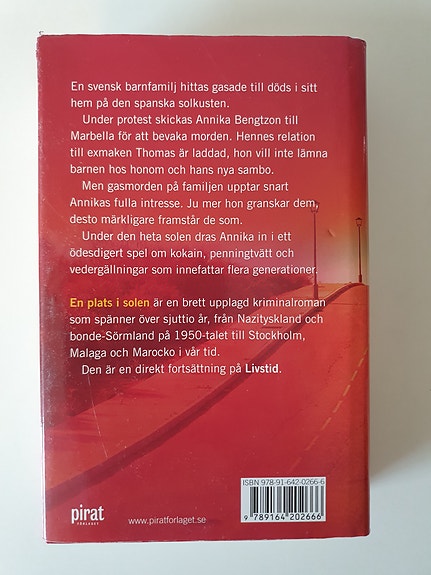 En svensk barnfamilj hittas gasade till döds i sitt
hem på den spanska solkusten.
Under protest skickas Annika Bengtzon till
Marbella för att bevaka morden. Hennes relation
till exmaken Thomas är laddad, hon vill inte lämna
barnen hos honom och hans nya sambo.
Men gasmorden på familjen upptar snart
Annikas fulla intresse. Ju mer hon granskar dem,
desto märkligare framstår de som.
Under den heta solen dras Annika in i ett
ödesdigert spel om kokain, penningtvätt och
vedergällningar som innefattar flera generationer.
En plats i solen är en brett upplagd kriminalroman
som spänner över sjuttio år, från Nazityskland och
bonde-Sörmland på 1950-talet till Stockholm,
Malaga och Marocko i vår tid.
Den är en direkt fortsättning på Livstid.
ISBN 978-91-642-0266-6
9 789164 202666
pirat
FÖRLAGET
www.piratforlaget.se